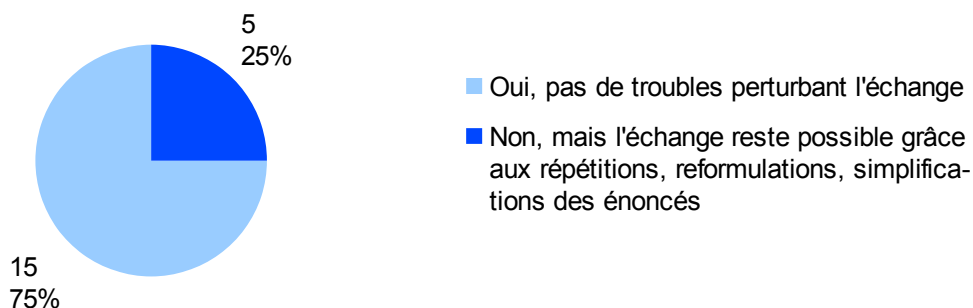 5
25%
Oui, pas de troubles perturbant l'échange
Non, mais l'échange reste possible grâce
aux répétitions, reformulations, simplifica-
tions des énoncés
15
75%